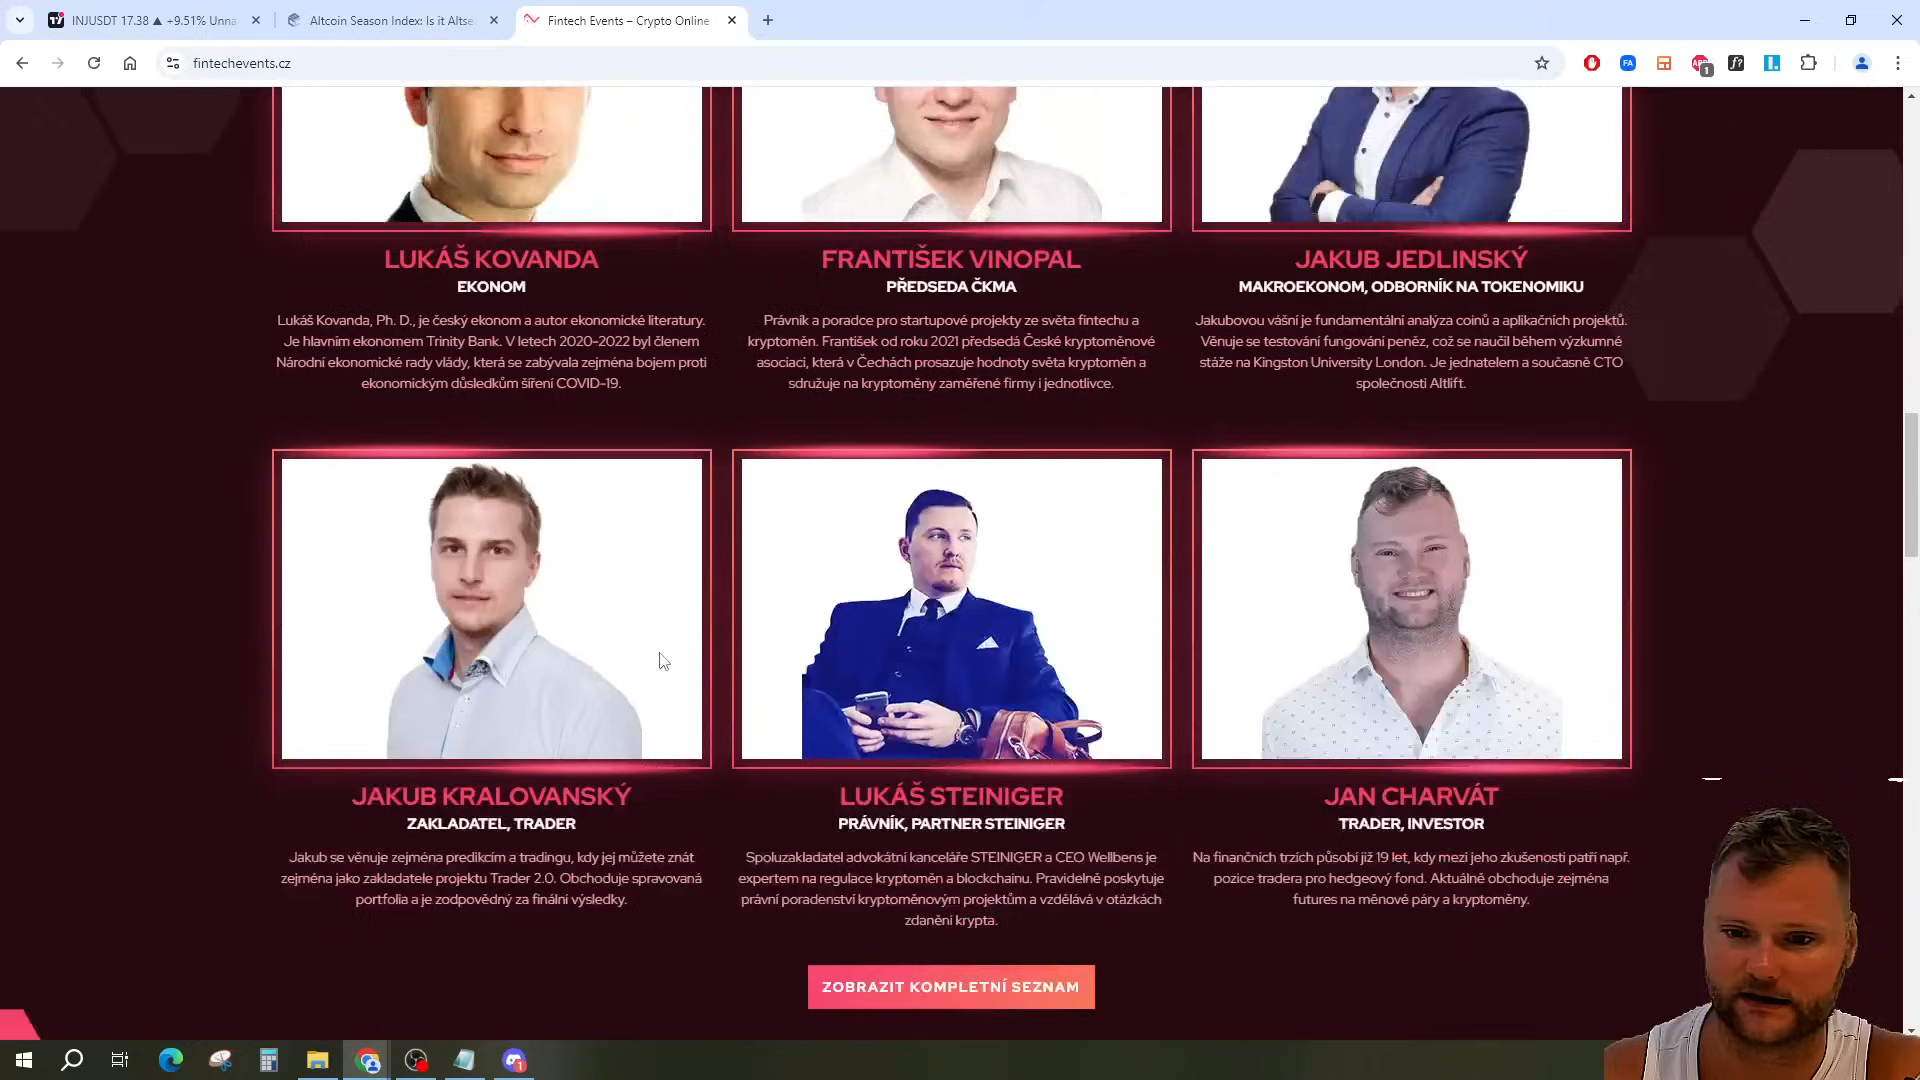 INJUSDT 17.38 ▲ +9.51% Unna
Altcoin Season Index: Is it Altse
Fintech Events – Crypto Online
fintechevents.cz
FA
ABP
1
f?
LUKÁŠ KOVANDA
EKONOM
Lukáš Kovanda, Ph. D., je český ekonom a autor ekonomické literatury.
Je hlavním ekonomem Trinity Bank. V letech 2020-2022 byl členem
Národní ekonomické rady vlády, která se zabývala zejména bojem proti
ekonomickým důsledkům šíření COVID-19.
FRANTIŠEK VINOPAL
PŘEDSEDA ČKMA
Právník a poradce pro startupové projekty ze světa fintechu a
kryptoměn. František od roku 2021 předsedá České kryptoměnové
asociaci, která v Čechách prosazuje hodnoty světa kryptoměn a
sdružuje na kryptoměny zaměřené firmy i jednotlivce.
JAKUB JEDLINSKÝ
MAKROEKONOM, ODBORNÍK NA TOKENOMIKU
Jakubovou vášní je fundamentální analýza coinů a aplikačních projektů.
Věnuje se testování fungování peněz, což se naučil během výzkumné
stáže na Kingston University London. Je jednatelem a současně CTO
společnosti Altlift.
JAKUB KRALOVANSKÝ
ZAKLADATEL, TRADER
Jakub se věnuje zejména predikcím a tradingu, kdy jej můžete znát
zejména jako zakladatele projektu Trader 2.0. Obchoduje spravovaná
portfolia a je zodpovědný za finální výsledky.
LUKÁŠ STEINIGER
PRÁVNÍK, PARTNER STEINIGER
Spoluzakladatel advokátní kanceláře STEINIGER a CEO Wellbens je
expertem na regulace kryptoměn a blockchainu. Pravidelně poskytuje
právní poradenství kryptoměnovým projektům a vzdělává v otázkách
zdanění krypta.
JAN CHARVÁT
TRADER, INVESTOR
Na finančních trzích působí již 19 let, kdy mezi jeho zkušenosti patří např.
pozice tradera pro hedgeový fond. Aktuálně obchoduje zejména
futures na měnové páry a kryptoměny.
ZOBRAZIT KOMPLETNÍ SEZNAM
1